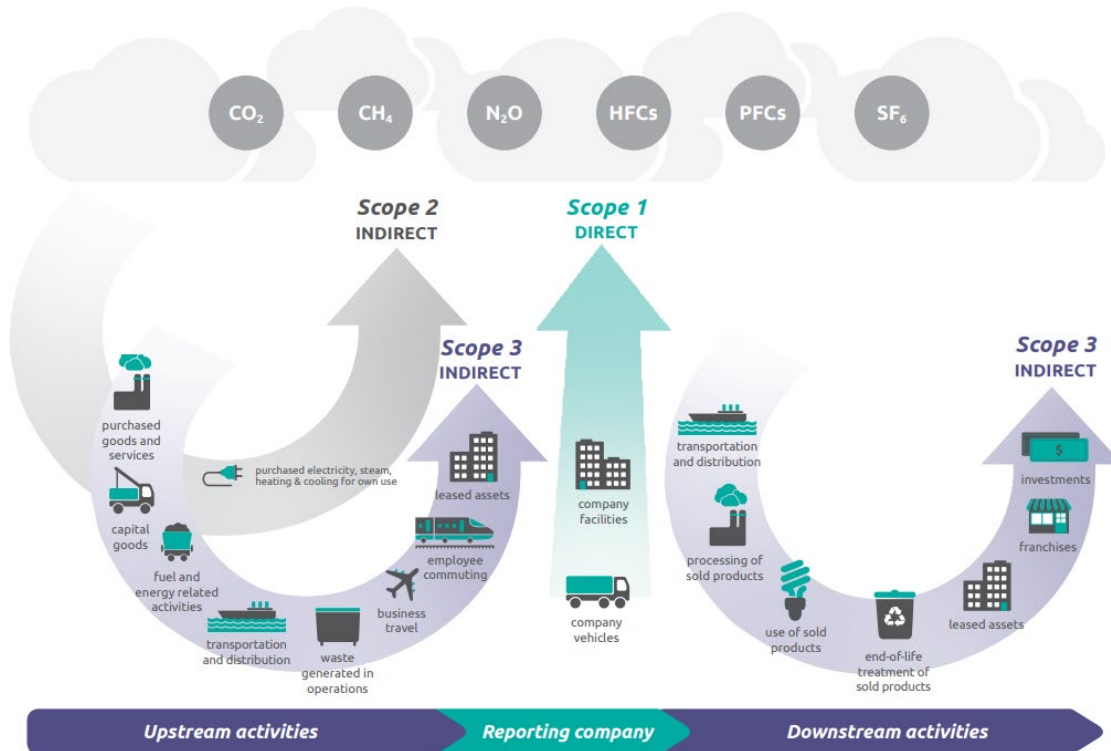 CO₂
CH₄
N₂O
HFCs
PFCs
SF₆
Scope 2
INDIRECT
Scope 1
DIRECT
Scope 3
INDIRECT
Scope 3
INDIRECT
purchased
goods and
services
capital
goods
fuel and
energy related
activities
transportation
and distribution
waste
generated in
operations
business
travel
employee
commuting
leased assets
purchased electricity, steam,
heating & cooling for own use
company
facilities
company
vehicles
transportation
and distribution
processing of
sold products
use of sold
products
end-of-life
treatment of
sold products
leased assets
franchises
$
investments
Upstream activities
Reporting company
Downstream activities